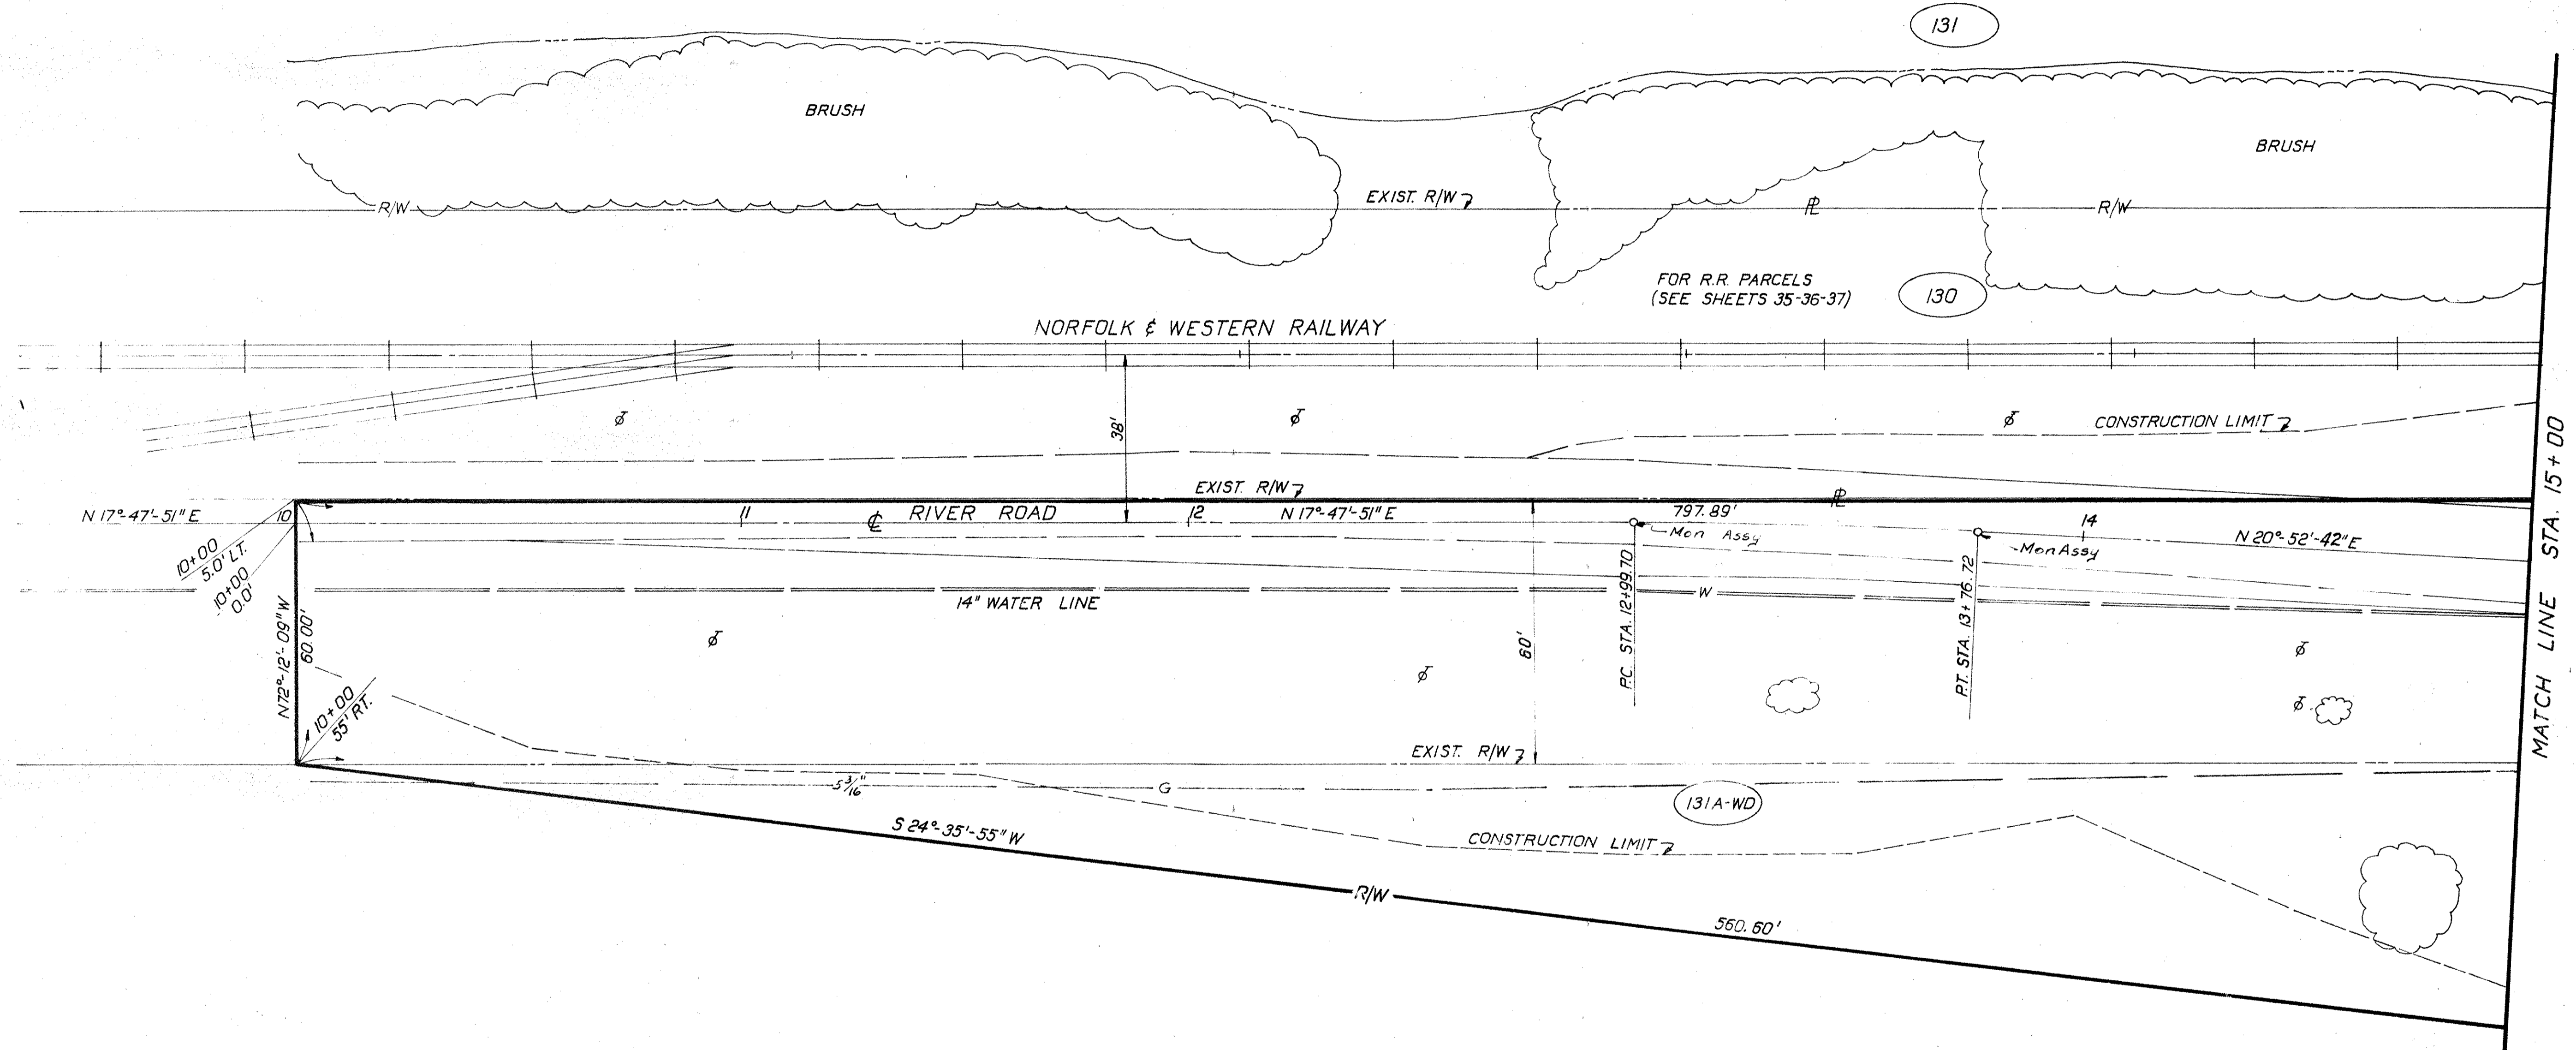 131
BRUSH
BRUSH
R/W
EXIST. R/W
PL
R/W
FOR R.R. PARCELS
(SEE SHEETS 35-36-37)
130
NORFOLK & WESTERN RAILWAY
38'
CONSTRUCTION LIMIT
EXIST. R/W
PL
N 17°-47'-51" E
10
11
CL RIVER ROAD
12
N 17°-47'-51" E
797.89'
14
N 20°-52'-42" E
Mon Assy
Mon Assy
10+00
5.0' LT.
10+00
0.0'
14" WATER LINE
W
P.C. STA. 12+99.70
P.T. STA. 13+76.72
N 72°-12'-09" W
60.00'
60'
10+00
55' RT.
EXIST. R/W
5 3/16"
G
131A-WD
S 24°-35'-55" W
CONSTRUCTION LIMIT
R/W
560.60'
MATCH LINE STA. 15+00